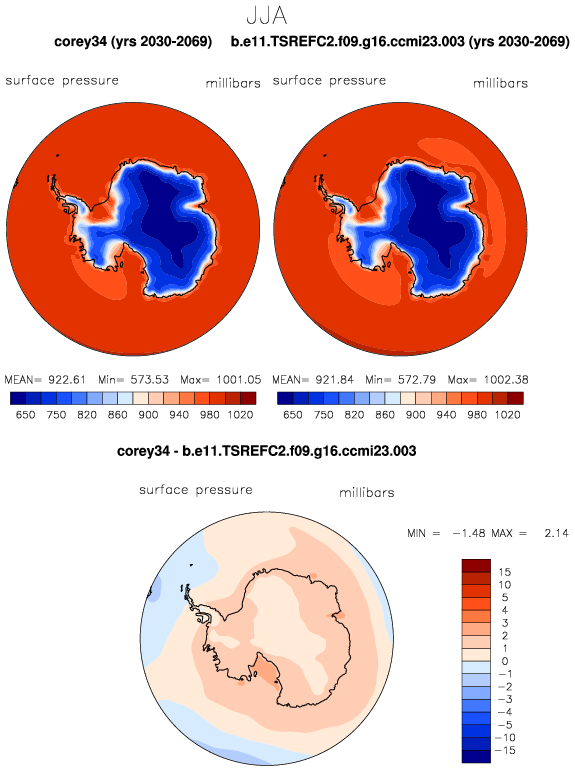 JJA
corey34 (yrs 2030-2069) b.e11.TSREFC2.f09.g16.ccmi23.003 (yrs 2030-2069)
surface pressure millibars surface pressure millibars
MEAN= 922.61 Min= 573.53 Max= 1001.05 MEAN= 921.84 Min= 572.79 Max= 1002.38
650 750 820 860 900 940 980 1020 650 750 820 860 900 940 980 1020
corey34 - b.e11.TSREFC2.f09.g16.ccmi23.003
surface pressure millibars
MIN = -1.48 MAX = 2.14
15
10
5
4
3
2
1
0
-1
-2
-3
-4
-5
-10
-15